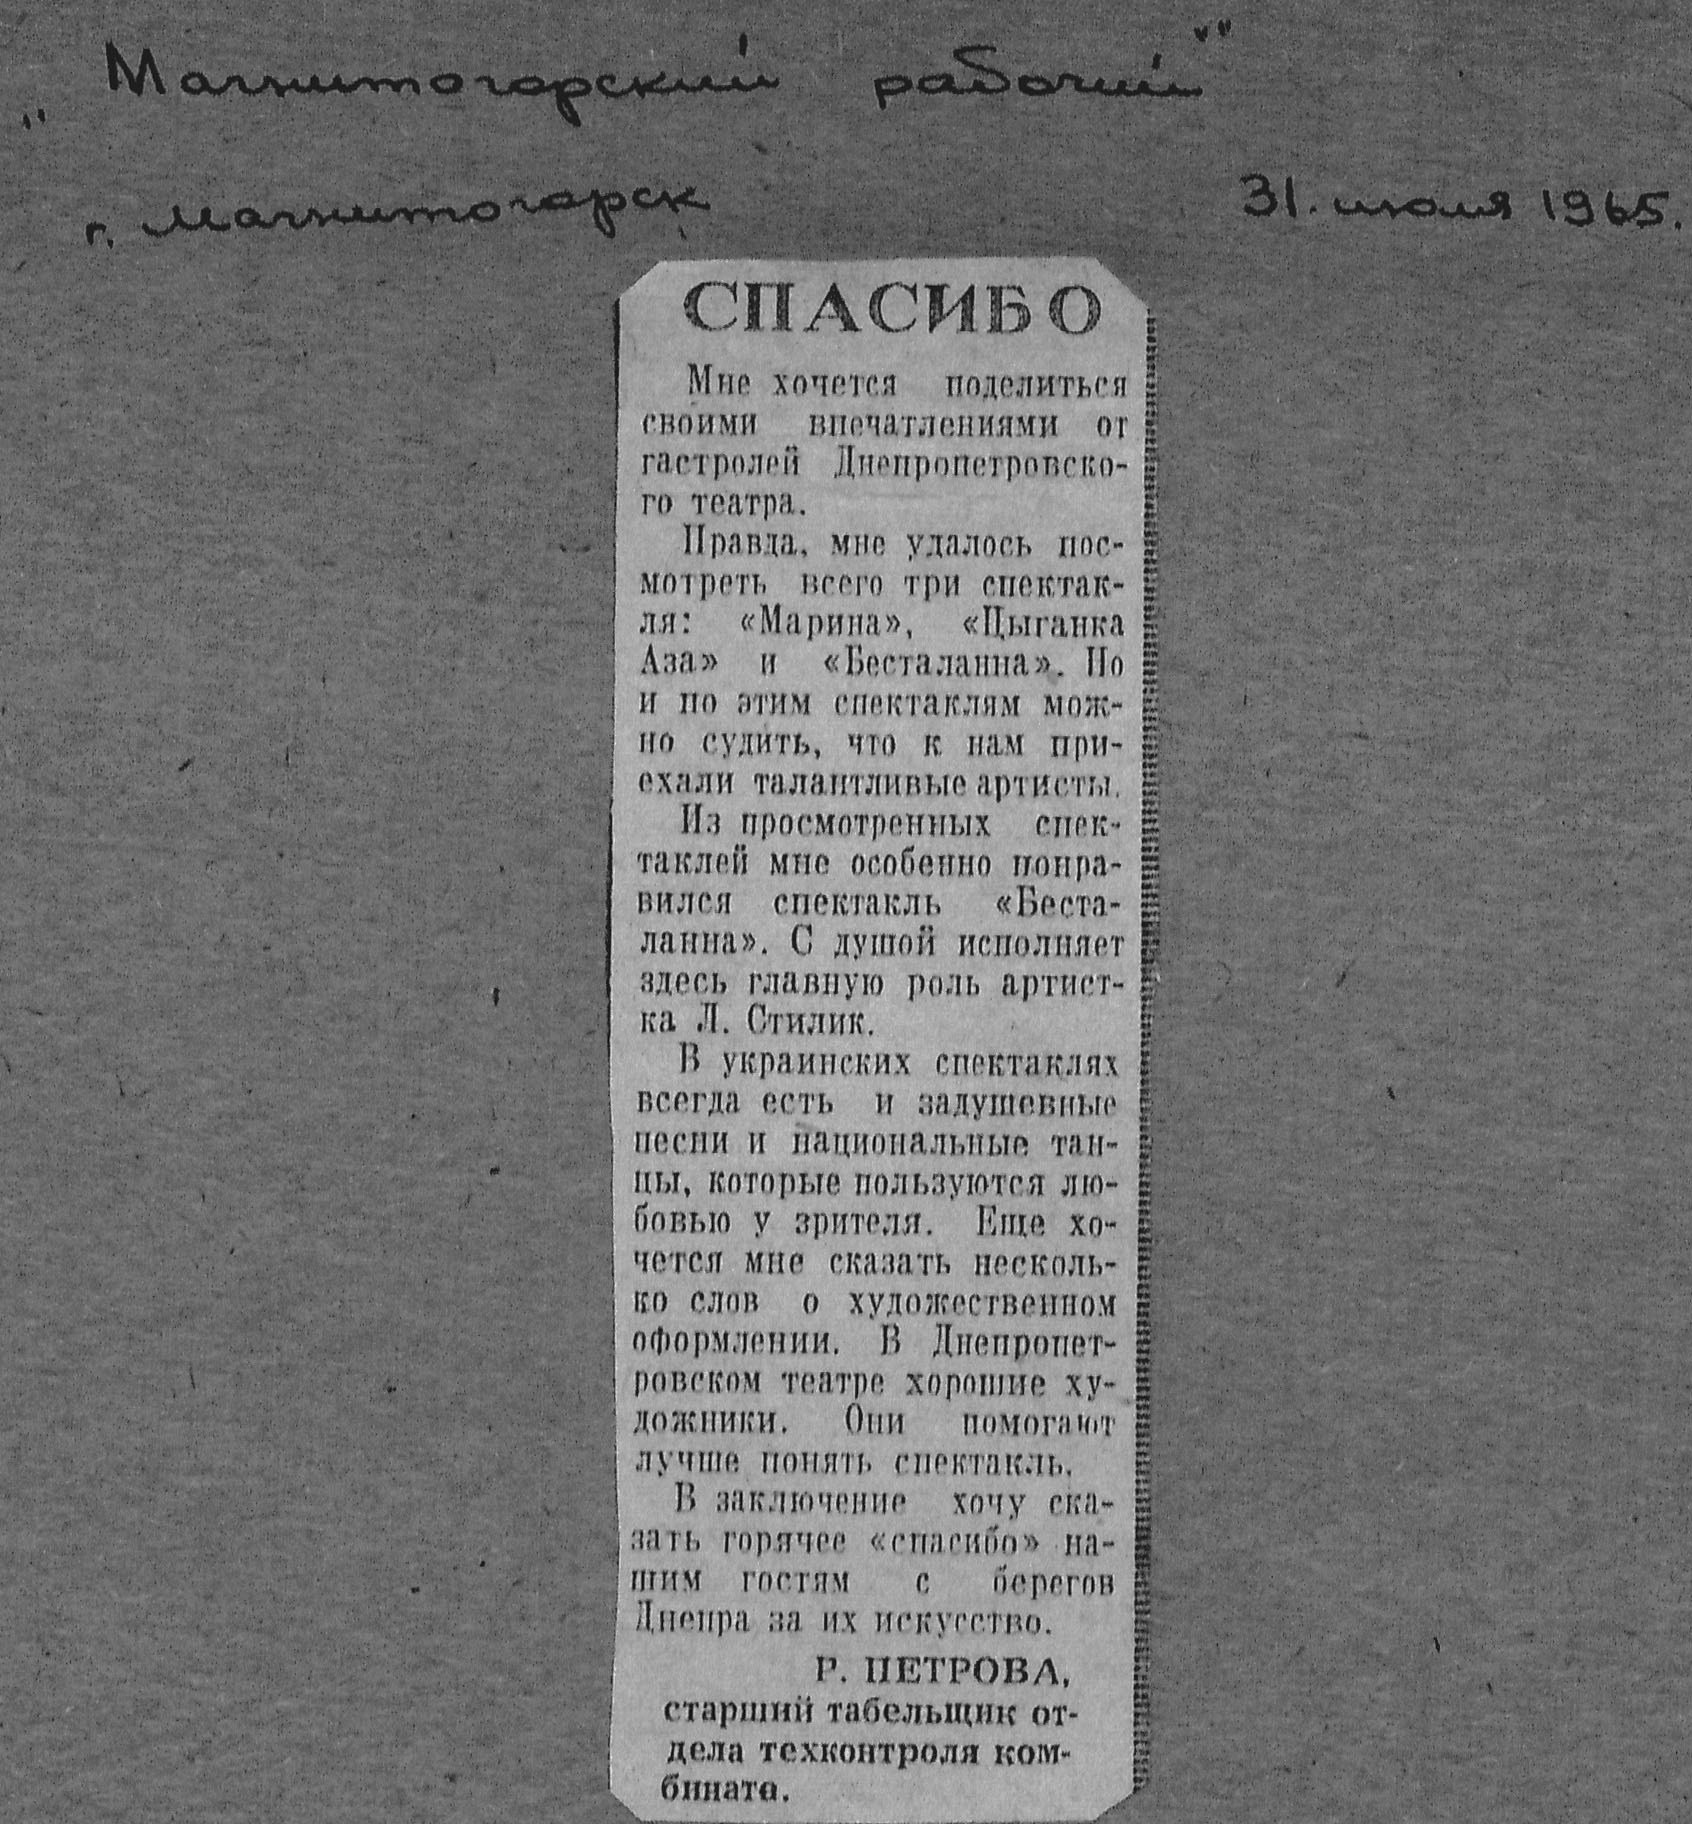 „Магнитогорский рабочий"
г. Магнитогорск 31. июля 1965.
СПАСИБО
Мне хочется поделиться
своими впечатлениями от
гастролей Днепропетровско-
го театра.
Правда, мне удалось пос-
мотреть всего три спектак-
ля: «Марина», «Цыганка
Аза» и «Бесталанна». Но
и по этим спектаклям мож-
но судить, что к нам при-
ехали талантливые артисты.
Из просмотренных спек-
таклей мне особенно понра-
вился спектакль «Беста-
ланна». С душой исполняет
здесь главную роль артист-
ка Л. Стилик.
В украинских спектаклях
всегда есть и задушевные
песни и национальные тан-
цы, которые пользуются лю-
бовью у зрителя. Еще хо-
чется мне сказать несколь-
ко слов о художественном
оформлении. В Днепропет-
ровском театре хорошие ху-
дожники. Они помогают
лучше понять спектакль.
В заключение хочу ска-
зать горячее «спасибо» на-
шим гостям с берегов
Днепра за их искусство.
Р. ПЕТРОВА,
старший табельщик от-
дела техконтроля ком-
бината.